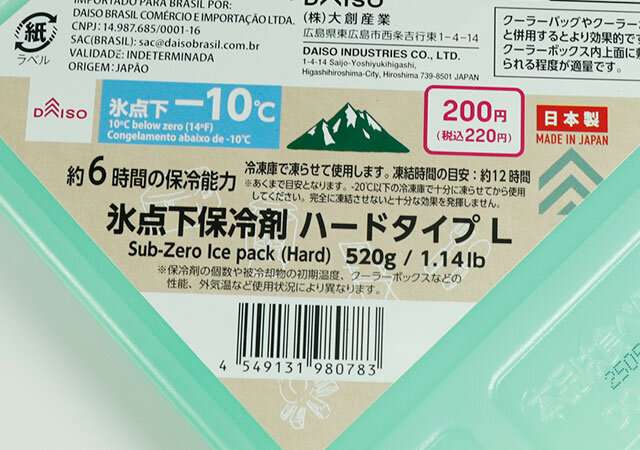 紙
ラベル
IMPORTADO PARA BRASIL POR:
DAISO BRASIL COMÉRCIO E IMPORTAÇÃO LTDA.
CNPJ: 14.987.685/0001-16
SAC(BRASIL): sac@daisobrasil.com.br
VALIDADE: INDETERMINADA
ORIGEM: JAPÃO
DAISO
(株)大創産業
広島県東広島市西条吉行東1-4-14
DAISO INDUSTRIES CO., LTD.
1-4-14 Saijo-Yoshiyukihigashi,
Higashihiroshima-City, Hiroshima 739-8501 JAPAN
クーラーバッグやクーラー
と併用するとより効果的で
クーラーボックス内上面に
られる程度が適量です。
DAISO
氷点下-10℃
10ºC below zero (14ºF)
Congelamento abaixo de -10°C
200円
(税込220円)
日本製
MADE IN JAPAN
約6時間の保冷能力
冷凍庫で凍らせて使用します。凍結時間の目安:約12時間
※あくまで目安となります。-20℃以下の冷凍庫で十分に凍らせてから使用
してください。完全に凍結させないと十分な効果を発揮しません。
氷点下保冷剤 ハードタイプ L
Sub-Zero Ice pack (Hard) 520g / 1.14lb
※保冷剤の個数や被冷却物の初期温度、クーラーボックスなどの
性能、外気温など使用状況により異なります。
4 549131 980783